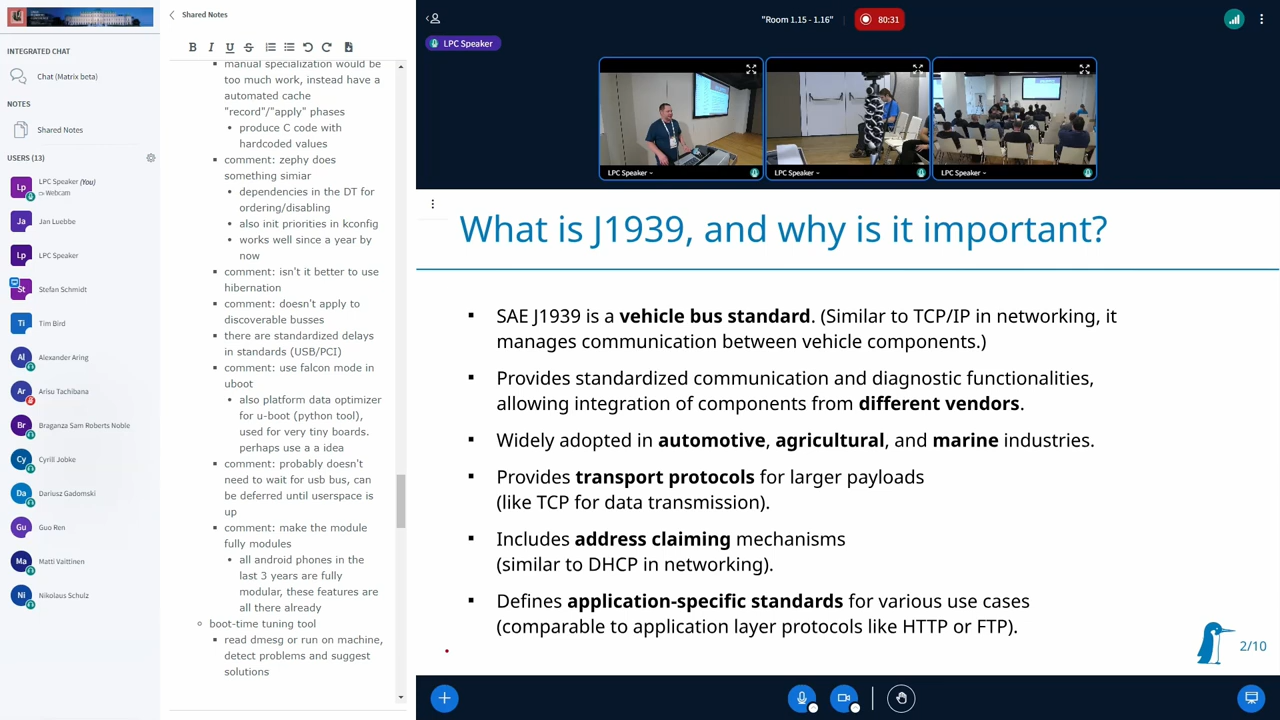 INTEGRATED CHAT
Chat (Matrix beta)
NOTES
Shared Notes
USERS (13)
Lp
LPC Speaker (You)
Webcam
Ja
Jan Luebbe
Lp
LPC Speaker
St
Stefan Schmidt
Ti
Tim Bird
Al
Alexander Aring
Ar
Arisu Tachibana
Br
Braganza Sam Roberts Noble
Cy
Cyrill Jobke
Da
Dariusz Gadomski
Gu
Guo Ren
Ma
Matti Vaittinen
Ni
Nikolaus Schulz
Shared Notes
B I U S
manual specialization would be
too much work, instead have a
automated cache
"record"/"apply" phases
produce C code with
hardcoded values
comment: zephy does
something simiar
dependencies in the DT for
ordering/disabling
also init priorities in kconfig
works well since a year by
now
comment: isn't it better to use
hibernation
comment: doesn't apply to
discoverable busses
there are standardized delays
in standards (USB/PCI)
comment: use falcon mode in
uboot
also platform data optimizer
for u-boot (python tool),
used for very tiny boards.
perhaps use a a idea
comment: probably doesn't
need to wait for usb bus, can
be deferred until userspace is
up
comment: make the module
fully modules
all android phones in the
last 3 years are fully
modular, these features are
all there already
boot-time tuning tool
read dmesg or run on machine,
detect problems and suggest
solutions
"Room 1.15 - 1.16"
80:31
LPC Speaker
LPC Speaker
LPC Speaker
LPC Speaker
What is J1939, and why is it important?
SAE J1939 is a vehicle bus standard. (Similar to TCP/IP in networking, it
manages communication between vehicle components.)
Provides standardized communication and diagnostic functionalities,
allowing integration of components from different vendors.
Widely adopted in automotive, agricultural, and marine industries.
Provides transport protocols for larger payloads
(like TCP for data transmission).
Includes address claiming mechanisms
(similar to DHCP in networking).
Defines application-specific standards for various use cases
(comparable to application layer protocols like HTTP or FTP).
2/10